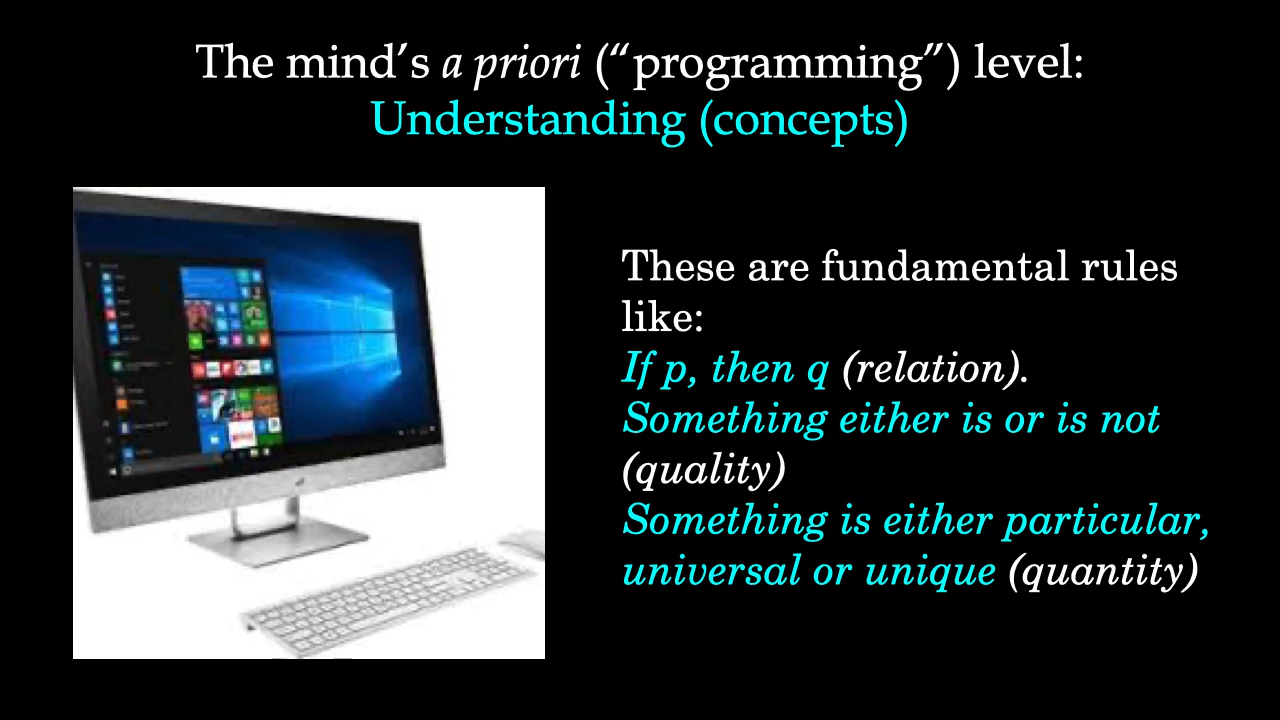 The mind’s a priori (“programming”) level:
Understanding (concepts)
These are fundamental rules
like:
If p, then q (relation).
Something either is or is not
(quality)
Something is either particular,
universal or unique (quantity)